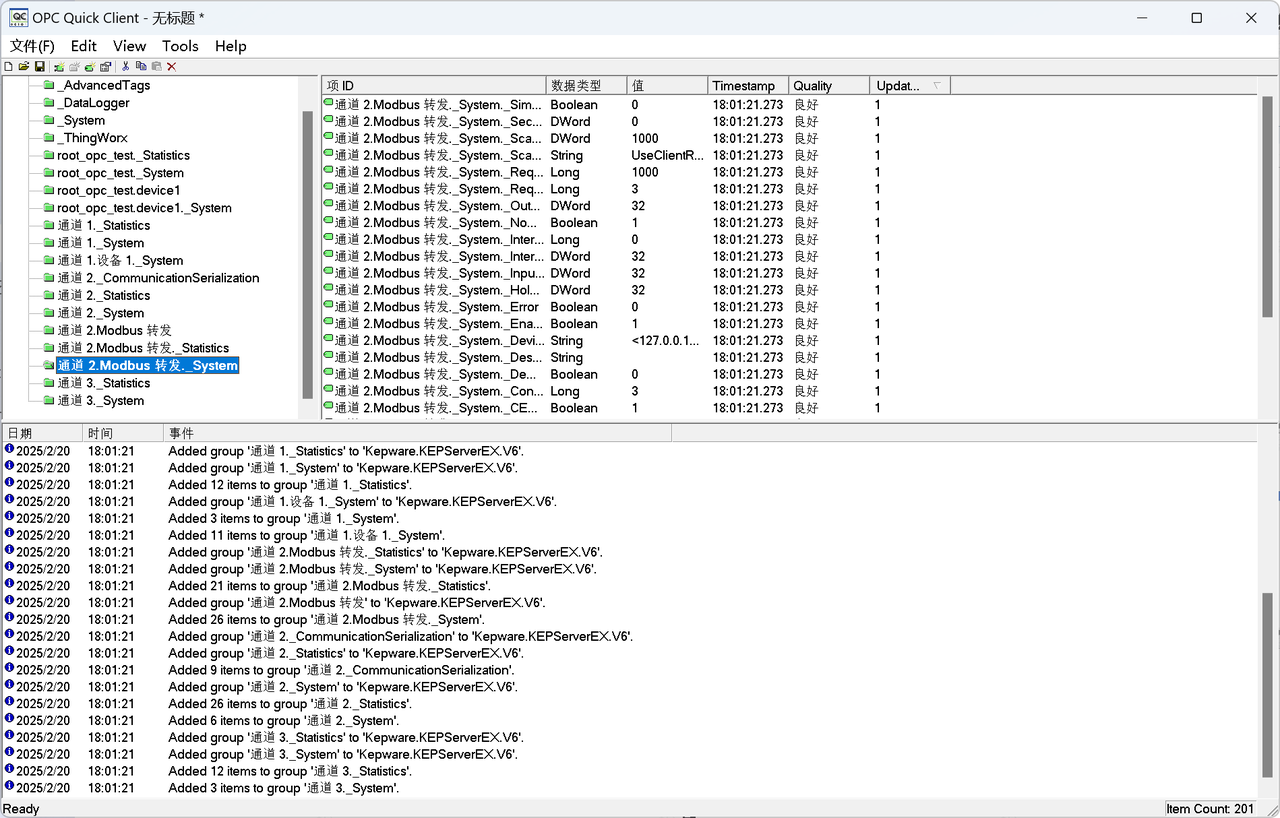 OPC Quick Client - 无标题 *
文件(F) Edit View Tools Help
_AdvancedTags
_DataLogger
_System
_ThingWorx
root_opc_test._Statistics
root_opc_test._System
root_opc_test.device1
root_opc_test.device1._System
通道 1._Statistics
通道 1._System
通道 1.设备 1._System
通道 2._CommunicationSerialization
通道 2._Statistics
通道 2._System
通道 2.Modbus 转发
通道 2.Modbus 转发._Statistics
通道 2.Modbus 转发._System
通道 3._Statistics
通道 3._System
项 ID 数据类型 值 Timestamp Quality Updat...
通道 2.Modbus 转发._System._Sim... Boolean 0 18:01:21.273 良好 1
通道 2.Modbus 转发._System._Sec... DWord 0 18:01:21.273 良好 1
通道 2.Modbus 转发._System._Sca... DWord 1000 18:01:21.273 良好 1
通道 2.Modbus 转发._System._Sca... String UseClientR... 18:01:21.273 良好 1
通道 2.Modbus 转发._System._Req... Long 1000 18:01:21.273 良好 1
通道 2.Modbus 转发._System._Req... Long 3 18:01:21.273 良好 1
通道 2.Modbus 转发._System._Out... DWord 32 18:01:21.273 良好 1
通道 2.Modbus 转发._System._No... Boolean 1 18:01:21.273 良好 1
通道 2.Modbus 转发._System._Inter... Long 0 18:01:21.273 良好 1
通道 2.Modbus 转发._System._Inter... DWord 32 18:01:21.273 良好 1
通道 2.Modbus 转发._System._Inpu... DWord 32 18:01:21.273 良好 1
通道 2.Modbus 转发._System._Hol... DWord 32 18:01:21.273 良好 1
通道 2.Modbus 转发._System._Error Boolean 0 18:01:21.273 良好 1
通道 2.Modbus 转发._System._Ena... Boolean 1 18:01:21.273 良好 1
通道 2.Modbus 转发._System._Devi... String <127.0.0.1... 18:01:21.273 良好 1
通道 2.Modbus 转发._System._Des... String 18:01:21.273 良好 1
通道 2.Modbus 转发._System._De... Boolean 0 18:01:21.273 良好 1
通道 2.Modbus 转发._System._Con... Long 3 18:01:21.273 良好 1
通道 2.Modbus 转发._System._CE... Boolean 1 18:01:21.273 良好 1
日期 时间 事件
2025/2/20 18:01:21 Added group '通道 1._Statistics' to 'Kepware.KEPServerEX.V6'.
2025/2/20 18:01:21 Added group '通道 1._System' to 'Kepware.KEPServerEX.V6'.
2025/2/20 18:01:21 Added 12 items to group '通道 1._Statistics'.
2025/2/20 18:01:21 Added group '通道 1.设备 1._System' to 'Kepware.KEPServerEX.V6'.
2025/2/20 18:01:21 Added 3 items to group '通道 1._System'.
2025/2/20 18:01:21 Added 11 items to group '通道 1.设备 1._System'.
2025/2/20 18:01:21 Added group '通道 2.Modbus 转发._Statistics' to 'Kepware.KEPServerEX.V6'.
2025/2/20 18:01:21 Added group '通道 2.Modbus 转发._System' to 'Kepware.KEPServerEX.V6'.
2025/2/20 18:01:21 Added 21 items to group '通道 2.Modbus 转发._Statistics'.
2025/2/20 18:01:21 Added group '通道 2.Modbus 转发' to 'Kepware.KEPServerEX.V6'.
2025/2/20 18:01:21 Added 26 items to group '通道 2.Modbus 转发._System'.
2025/2/20 18:01:21 Added group '通道 2._CommunicationSerialization' to 'Kepware.KEPServerEX.V6'.
2025/2/20 18:01:21 Added group '通道 2._Statistics' to 'Kepware.KEPServerEX.V6'.
2025/2/20 18:01:21 Added 9 items to group '通道 2._CommunicationSerialization'.
2025/2/20 18:01:21 Added group '通道 2._System' to 'Kepware.KEPServerEX.V6'.
2025/2/20 18:01:21 Added 26 items to group '通道 2._Statistics'.
2025/2/20 18:01:21 Added 6 items to group '通道 2._System'.
2025/2/20 18:01:21 Added group '通道 3._Statistics' to 'Kepware.KEPServerEX.V6'.
2025/2/20 18:01:21 Added group '通道 3._System' to 'Kepware.KEPServerEX.V6'.
2025/2/20 18:01:21 Added 12 items to group '通道 3._Statistics'.
2025/2/20 18:01:21 Added 3 items to group '通道 3._System'.
Ready Item Count: 201